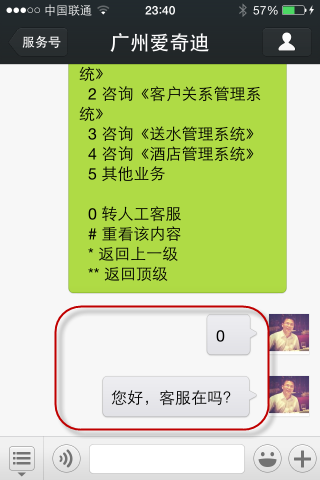 中国联通
23:40
57%
服务号
广州爱奇迪
统》
2 咨询《客户关系管理系
统》
3 咨询《送水管理系统》
4 咨询《酒店管理系统》
5 其他业务
0 转人工客服
# 重看该内容
* 返回上一级
** 返回顶级
0
您好，客服在吗?